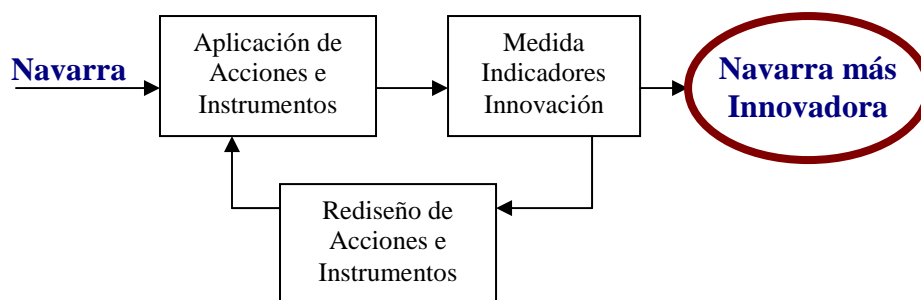 Navarra
Aplicación de
Acciones e
Instrumentos
Medida
Indicadores
Innovación
Navarra más
Innovadora
Rediseño de
Acciones e
Instrumentos